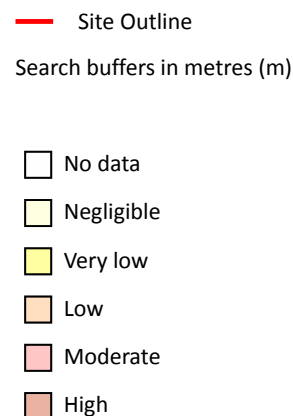 Site Outline
Search buffers in metres (m)
No data
Negligible
Very low
Low
Moderate
High